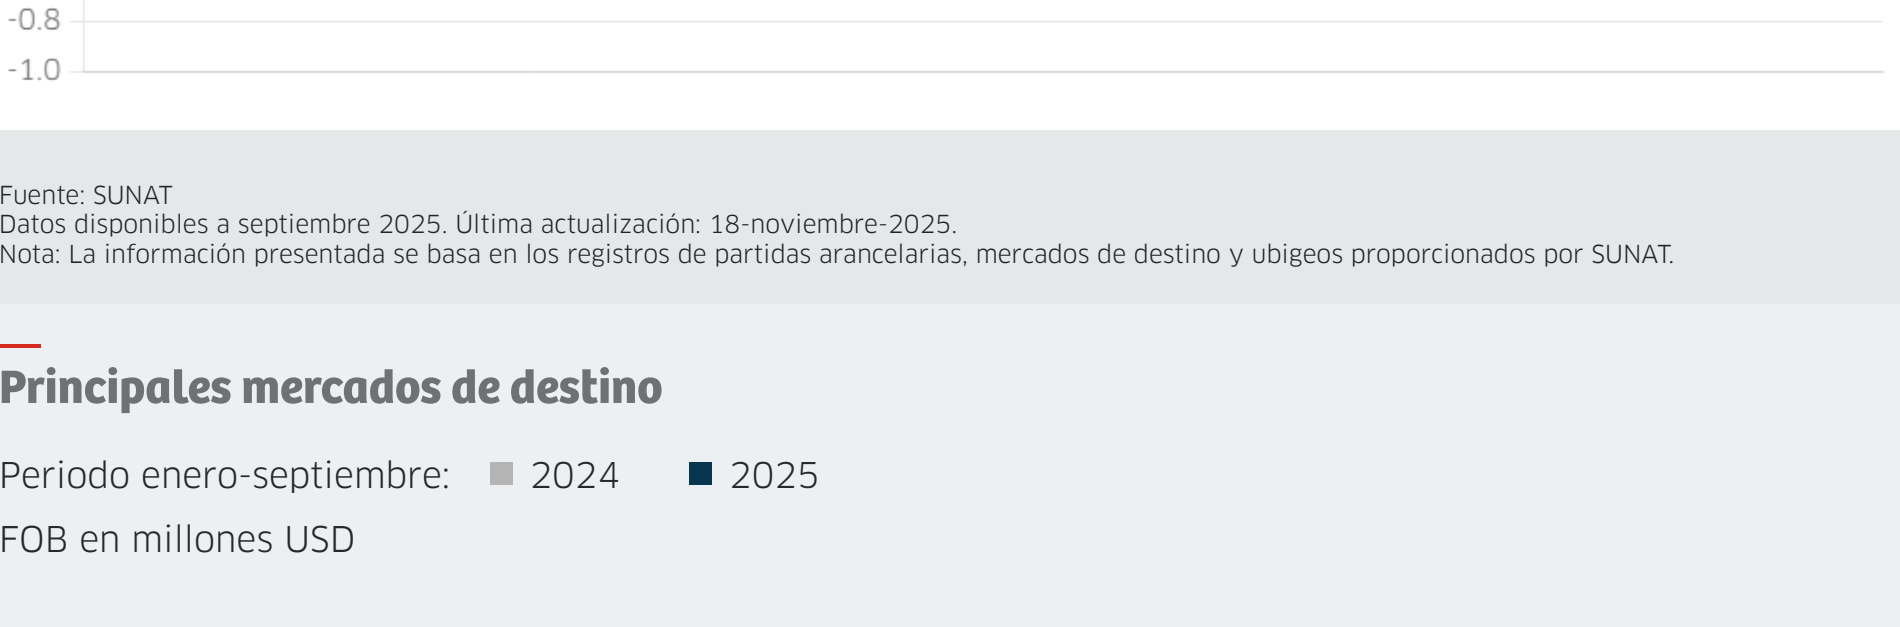 -0.8
-1.0
Fuente: SUNAT
Datos disponibles a septiembre 2025. Última actualización: 18-noviembre-2025.
Nota: La información presentada se basa en los registros de partidas arancelarias, mercados de destino y ubigeos proporcionados por SUNAT.
Principales mercados de destino
Periodo enero-septiembre: 2024 2025
FOB en millones USD